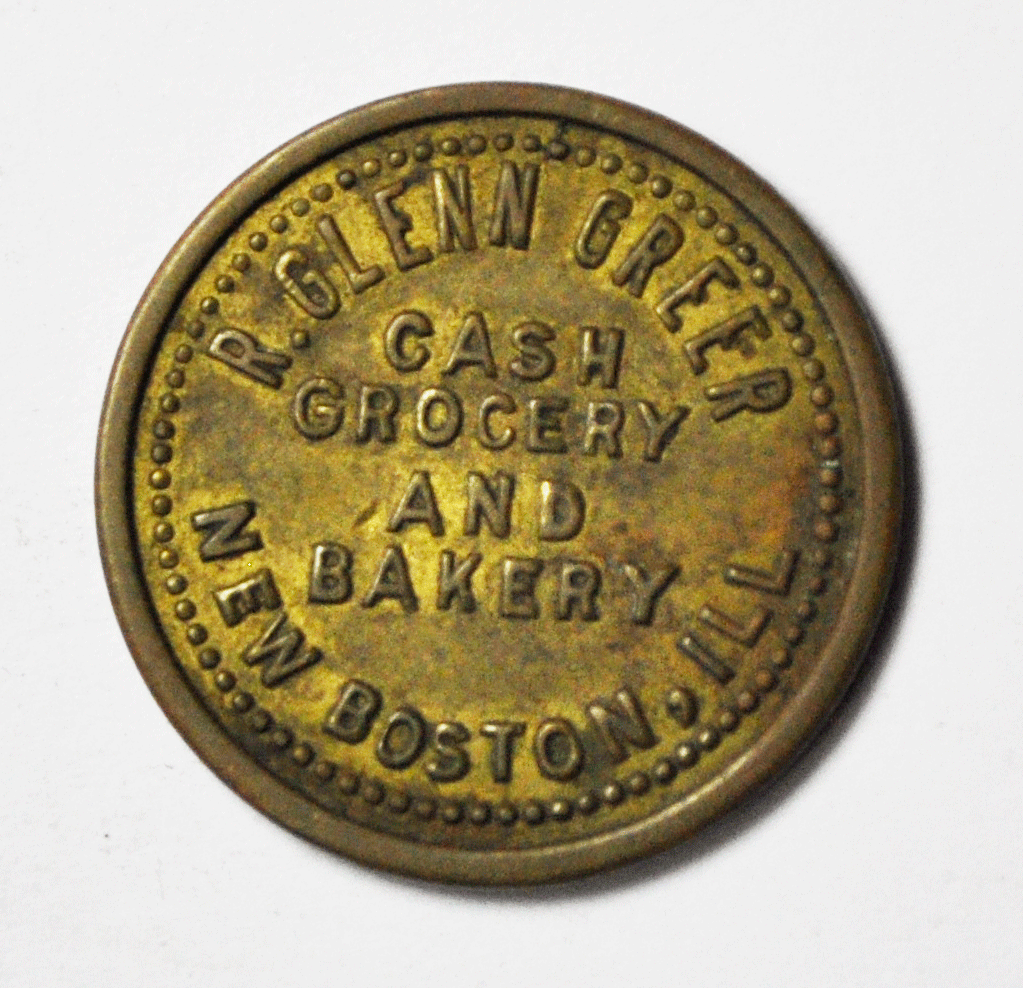 R. GLENN GREER
CASH
GROCERY
AND
BAKERY
NEW BOSTON, ILL